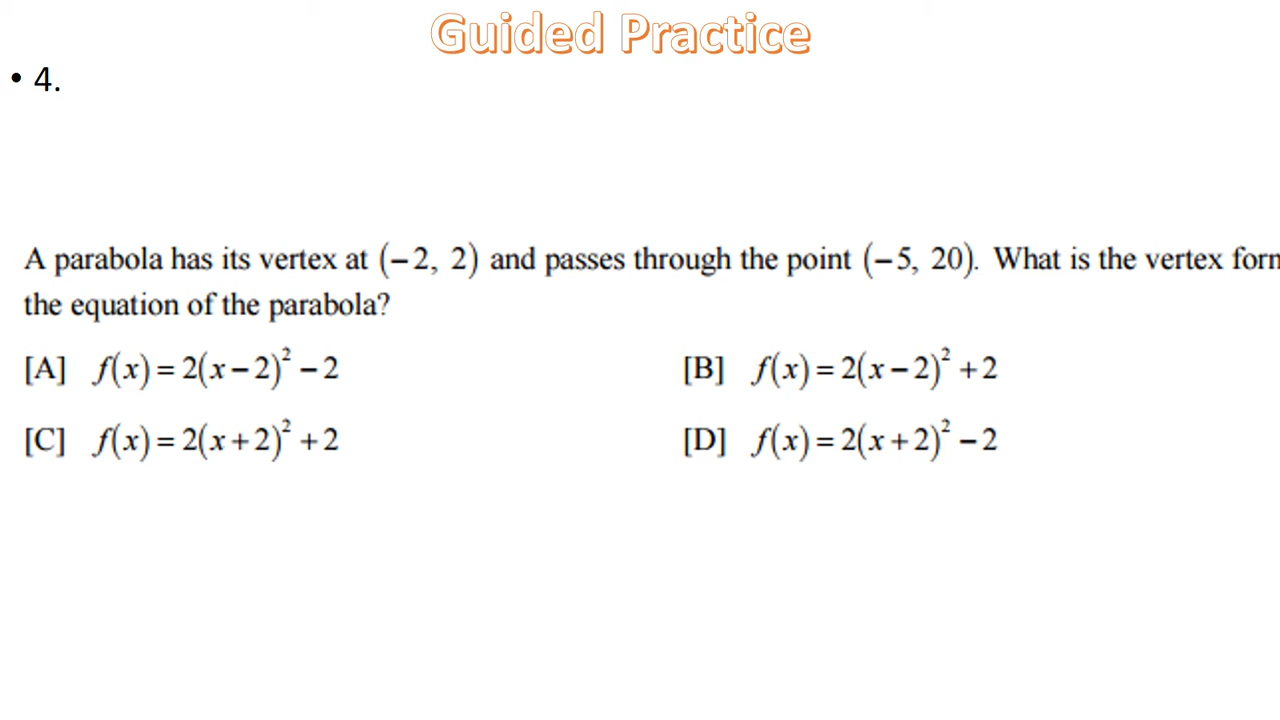 Guided Practice
• 4.
A parabola has its vertex at (−2, 2) and passes through the point (−5, 20). What is the vertex form
the equation of the parabola?
[A] f(x) = 2(x − 2)² − 2 [B] f(x) = 2(x − 2)² + 2
[C] f(x) = 2(x + 2)² + 2 [D] f(x) = 2(x + 2)² − 2